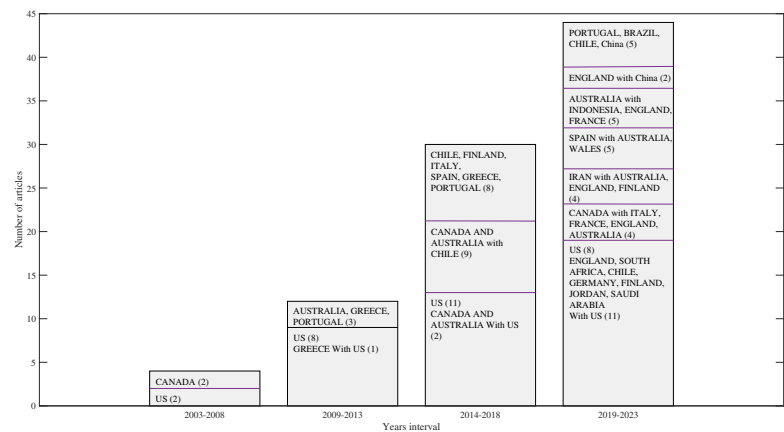 45
40
35
30
25
20
15
10
5
0
Number of articles
CANADA (2)
US (2)
AUSTRALIA, GREECE,
PORTUGAL (3)
US (8)
GREECE With US (1)
CHILE, FINLAND,
ITALY,
SPAIN, GREECE,
PORTUGAL (8)
CANADA AND
AUSTRALIA with
CHILE (9)
US (11)
CANADA AND
AUSTRALIA With US
(2)
PORTUGAL, BRAZIL,
CHILE, China (5)
ENGLAND with China (2)
AUSTRALIA with
INDONESIA, ENGLAND,
FRANCE (5)
SPAIN with AUSTRALIA,
WALES (5)
IRAN with AUSTRALIA,
ENGLAND, FINLAND
(4)
CANADA with ITALY,
FRANCE, ENGLAND,
AUSTRALIA (4)
US (8)
ENGLAND, SOUTH
AFRICA, CHILE,
GERMANY, FINLAND,
JORDAN, SAUDI
ARABIA
With US (11)
2003-2008
2009-2013
2014-2018
2019-2023
Years interval